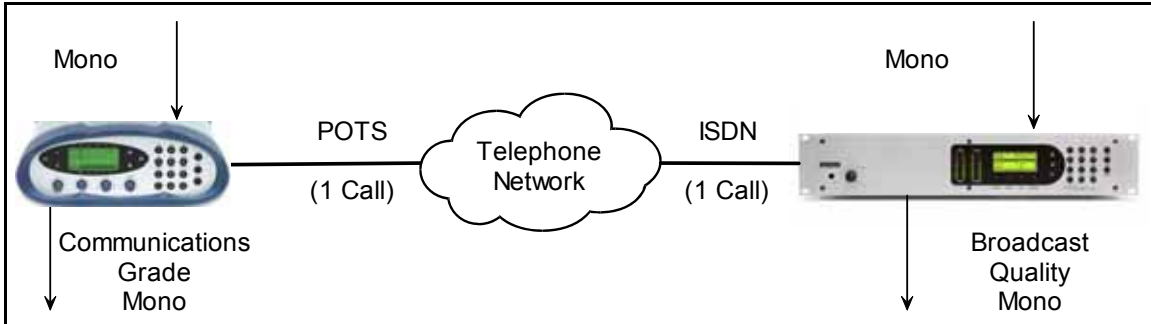 Mono
Mono
POTS
ISDN
Telephone
Network
(1 Call)
(1 Call)
Communications
Grade
Mono
Broadcast
Quality
Mono